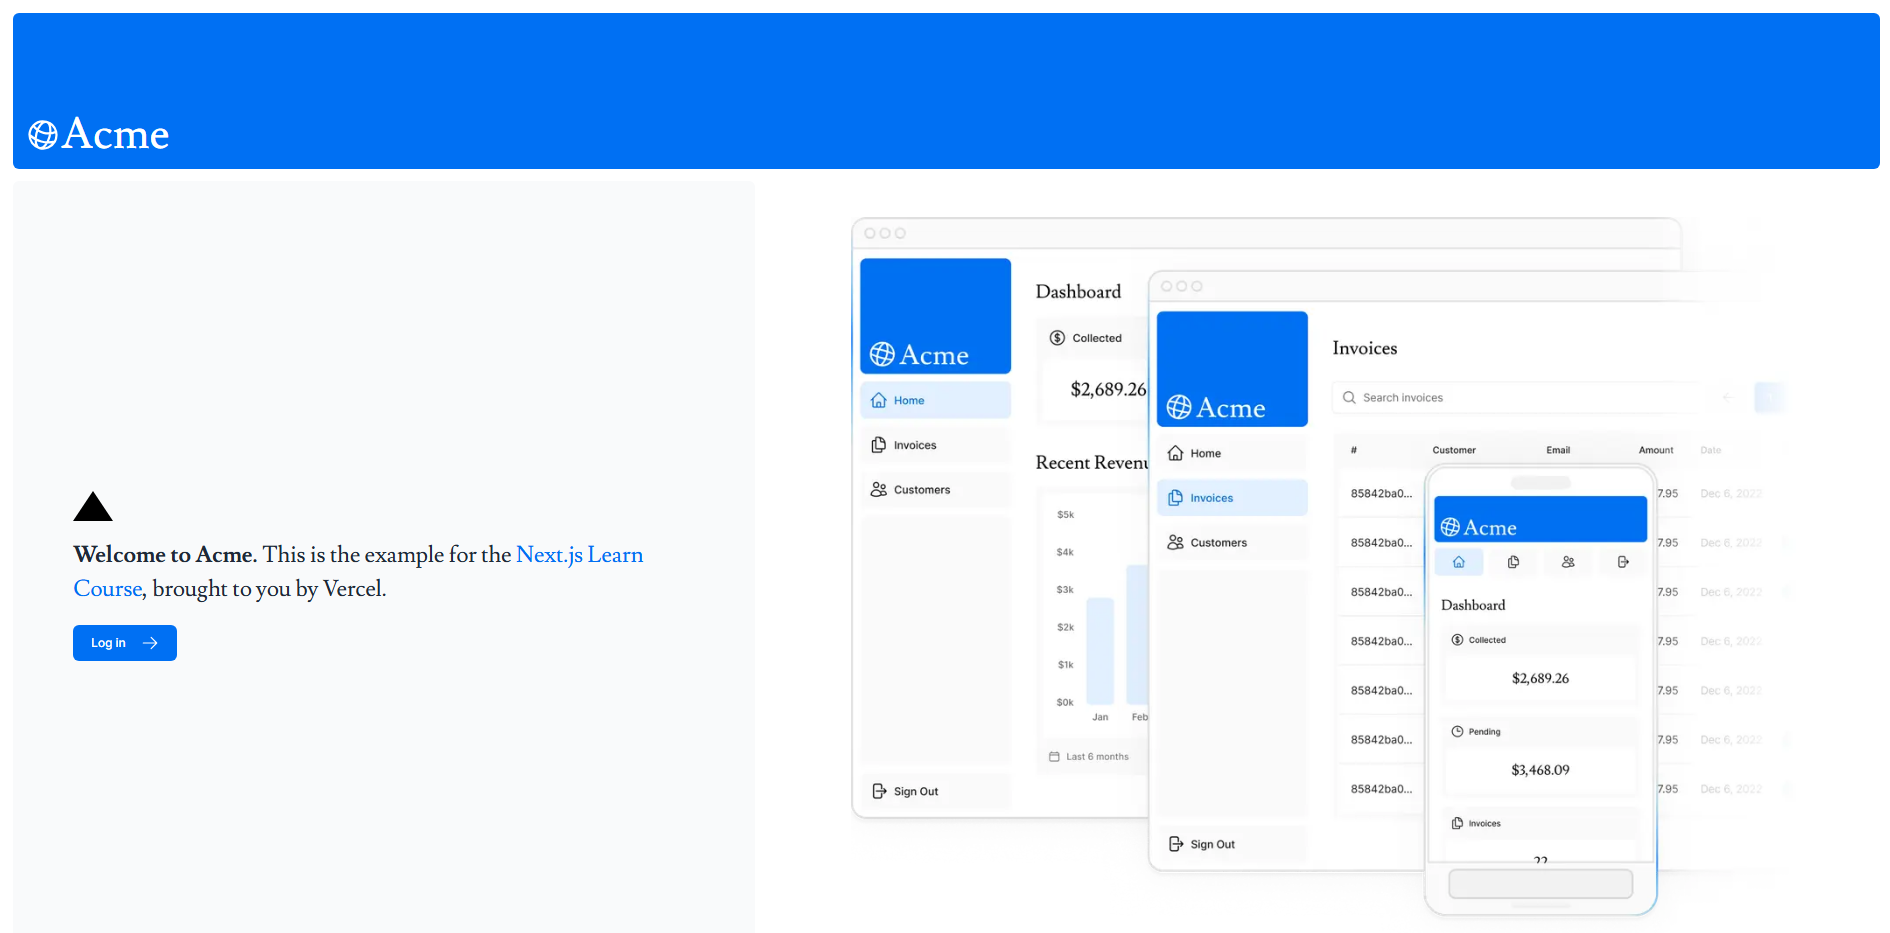 Acme
Welcome to Acme. This is the example for the Next.js Learn
Course, brought to you by Vercel.
Log in
Acme
Home
Invoices
Customers
Sign Out
Dashboard
Collected
$2,689.26
Recent Revenu
$5k
$4k
$3k
$2k
$1k
$0k
Jan Feb
Last 6 months
Acme
Home
Invoices
Customers
Sign Out
Invoices
Search invoices
# Customer Email Amount Date
85842ba0... 7.95 Dec 6, 2022
85842ba0... 7.95 Dec 6, 2022
85842ba0... 7.95 Dec 6, 2022
85842ba0... 7.95 Dec 6, 2022
85842ba0... 7.95 Dec 6, 2022
85842ba0... 7.95 Dec 6, 2022
85842ba0... 7.95 Dec 6, 2022
Acme
Dashboard
Collected
$2,689.26
Pending
$3,468.09
Invoices
22